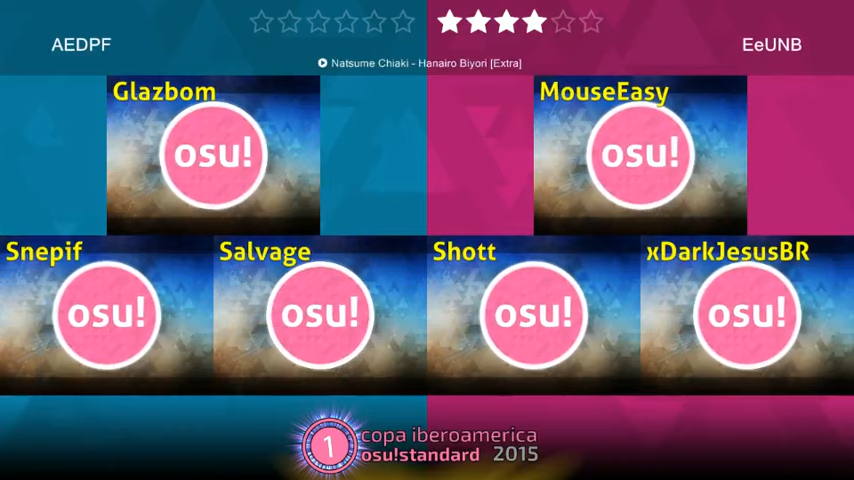 AEDPF
EeUNB
Natsume Chiaki - Hanairo Biyori [Extra]
Glazbom
MouseEasy
osu!
osu!
Snepif
Salvage
Shott
xDarkJesusBR
osu!
osu!
osu!
osu!
1
copa iberoamerica
osu!standard 2015